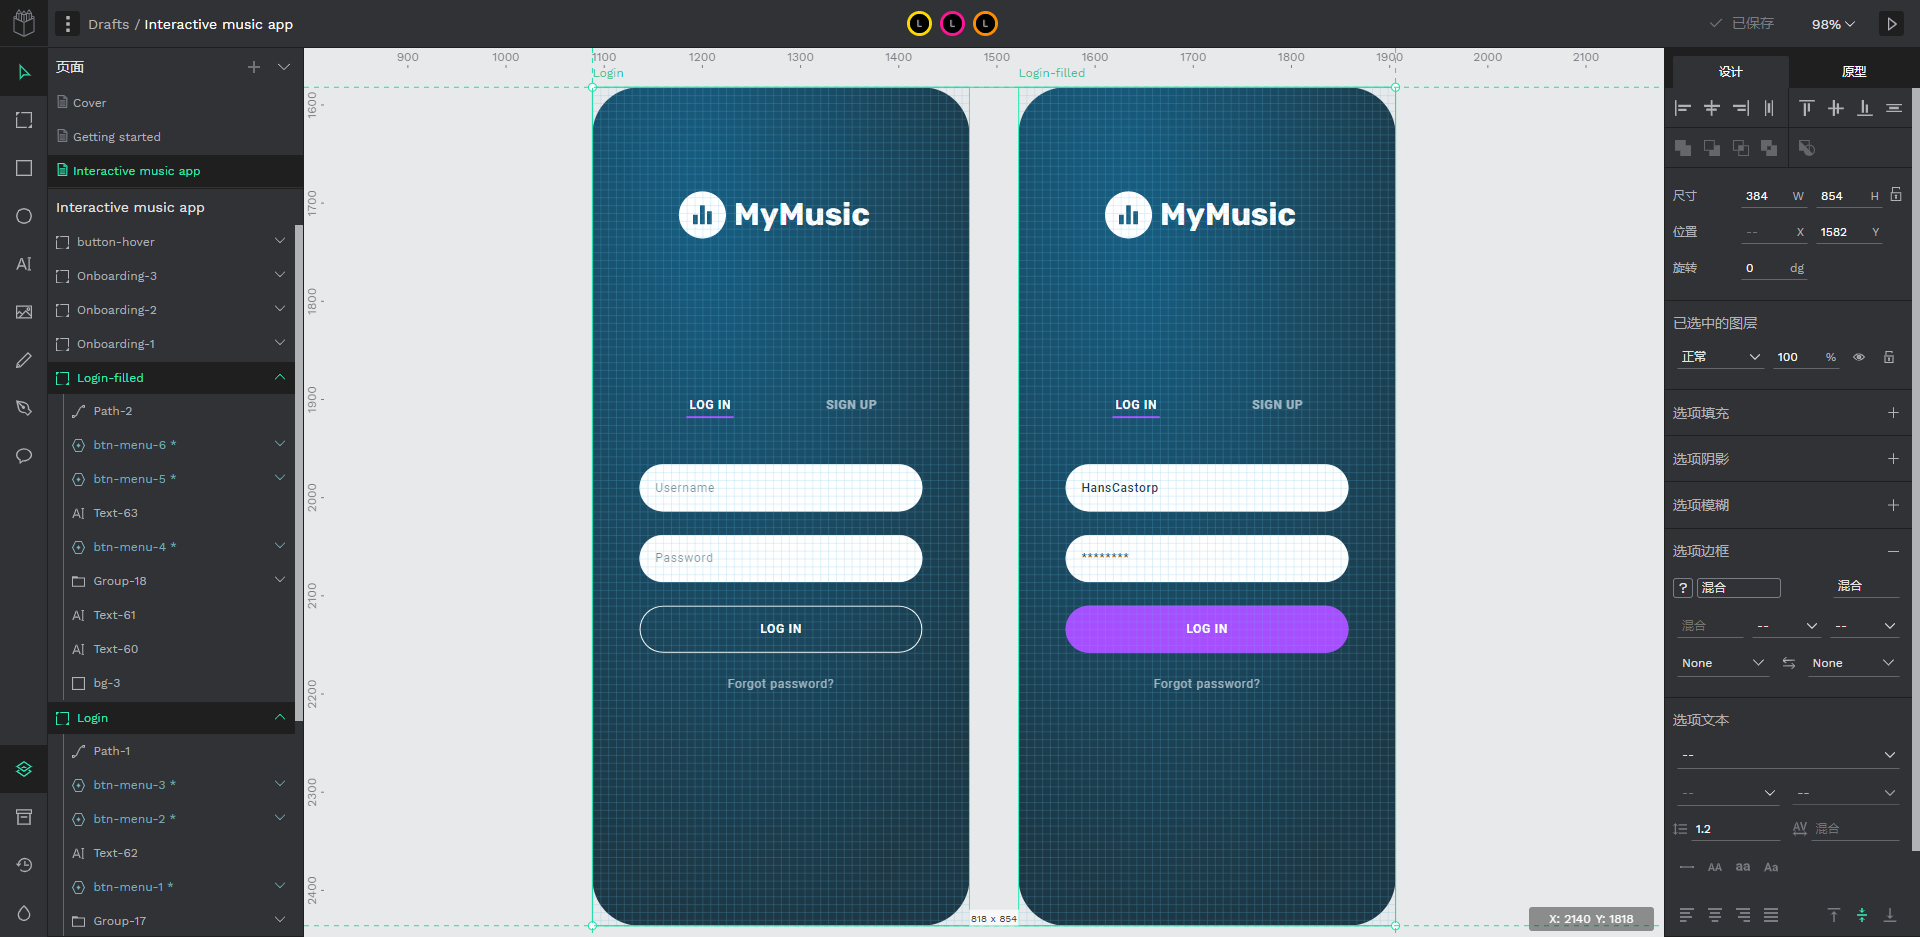 Drafts / Interactive music app
L
L
L
已保存
98%
页面
Cover
Getting started
Interactive music app
Interactive music app
button-hover
Onboarding-3
Onboarding-2
Onboarding-1
Login-filled
Path-2
btn-menu-6 *
btn-menu-5 *
Text-63
btn-menu-4 *
Group-18
Text-61
Text-60
bg-3
Login
Path-1
btn-menu-3 *
btn-menu-2 *
Text-62
btn-menu-1 *
Group-17
900
1000
1100
1200
1300
1400
1500
1600
1700
1800
1900
2000
2100
1600
1700
1800
1900
2000
2100
2200
2300
2400
Login
MyMusic
LOG IN
SIGN UP
Username
Password
LOG IN
Forgot password?
Login-filled
MyMusic
LOG IN
SIGN UP
HansCastorp
********
LOG IN
Forgot password?
818 x 854
X: 2140 Y: 1818
设计
原型
尺寸
384 W
854 H
位置
-- X
1582 Y
旋转
0 dg
已选中的图层
正常
100 %
选项填充
选项阴影
选项模糊
选项边框
?
混合
混合
混合
--
--
None
None
选项文本
--
--
--
1.2
AV 混合
AA
aa
Aa